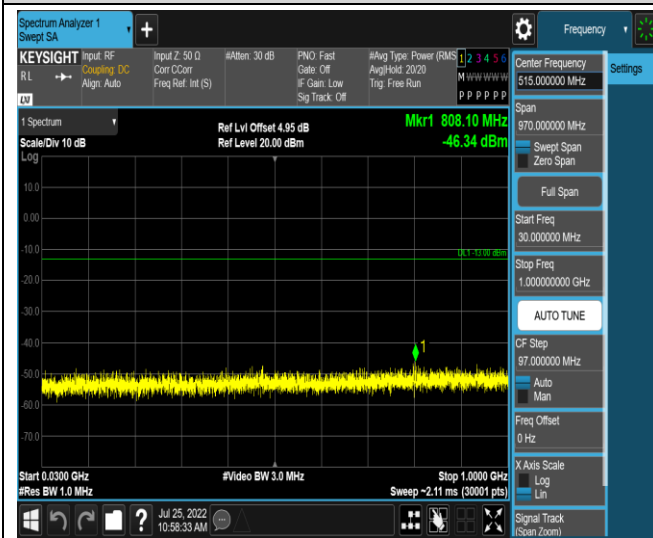 Spectrum Analyzer 1
Swept SA
Frequency
KEYSIGHT
RL
LXI
Input: RF
Coupling: DC
Align: Auto
Input Z: 50 Ω
Corr CCorr
Freq Ref: Int (S)
#Atten: 30 dB
PNO: Fast
Gate: Off
IF Gain: Low
Sig Track: Off
#Avg Type: Power (RMS
Avg|Hold: 20/20
Trig: Free Run
1 2 3 4 5 6
M W W W W W
P P P P P P
1 Spectrum
Scale/Div 10 dB
Ref Lvl Offset 4.95 dB
Ref Level 20.00 dBm
Mkr1 808.10 MHz
-46.34 dBm
Log
10.0
0.00
-10.0
DL1 -13.00 dBm
-20.0
-30.0
-40.0
1
-50.0
-60.0
-70.0
Start 0.0300 GHz
#Res BW 1.0 MHz
#Video BW 3.0 MHz
Stop 1.0000 GHz
Sweep ~2.11 ms (30001 pts)
Jul 25, 2022
10:58:33 AM
Center Frequency
515.000000 MHz
Settings
Span
970.000000 MHz
Swept Span
Zero Span
Full Span
Start Freq
30.000000 MHz
Stop Freq
1.000000000 GHz
AUTO TUNE
CF Step
97.000000 MHz
Auto
Man
Freq Offset
0 Hz
X Axis Scale
Log
Lin
Signal Track
(Span Zoom)